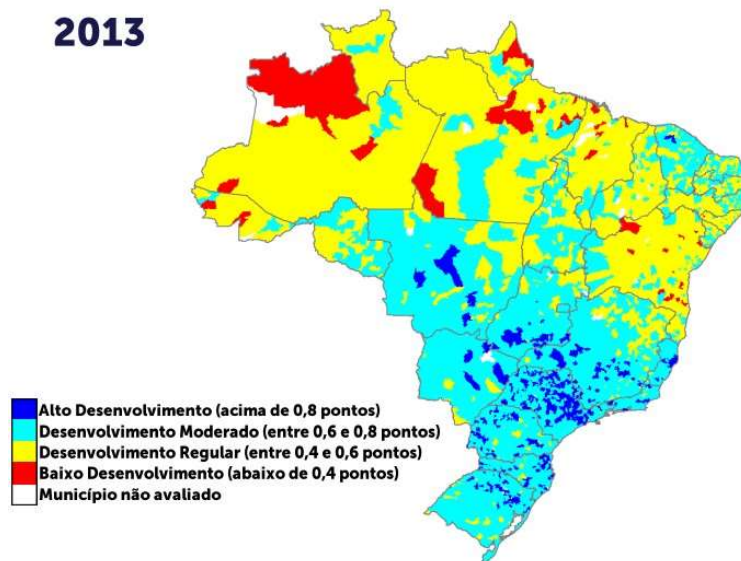 2013
Alto Desenvolvimento (acima de 0,8 pontos)
Desenvolvimento Moderado (entre 0,6 e 0,8 pontos)
Desenvolvimento Regular (entre 0,4 e 0,6 pontos)
Baixo Desenvolvimento (abaixo de 0,4 pontos)
Município não avaliado